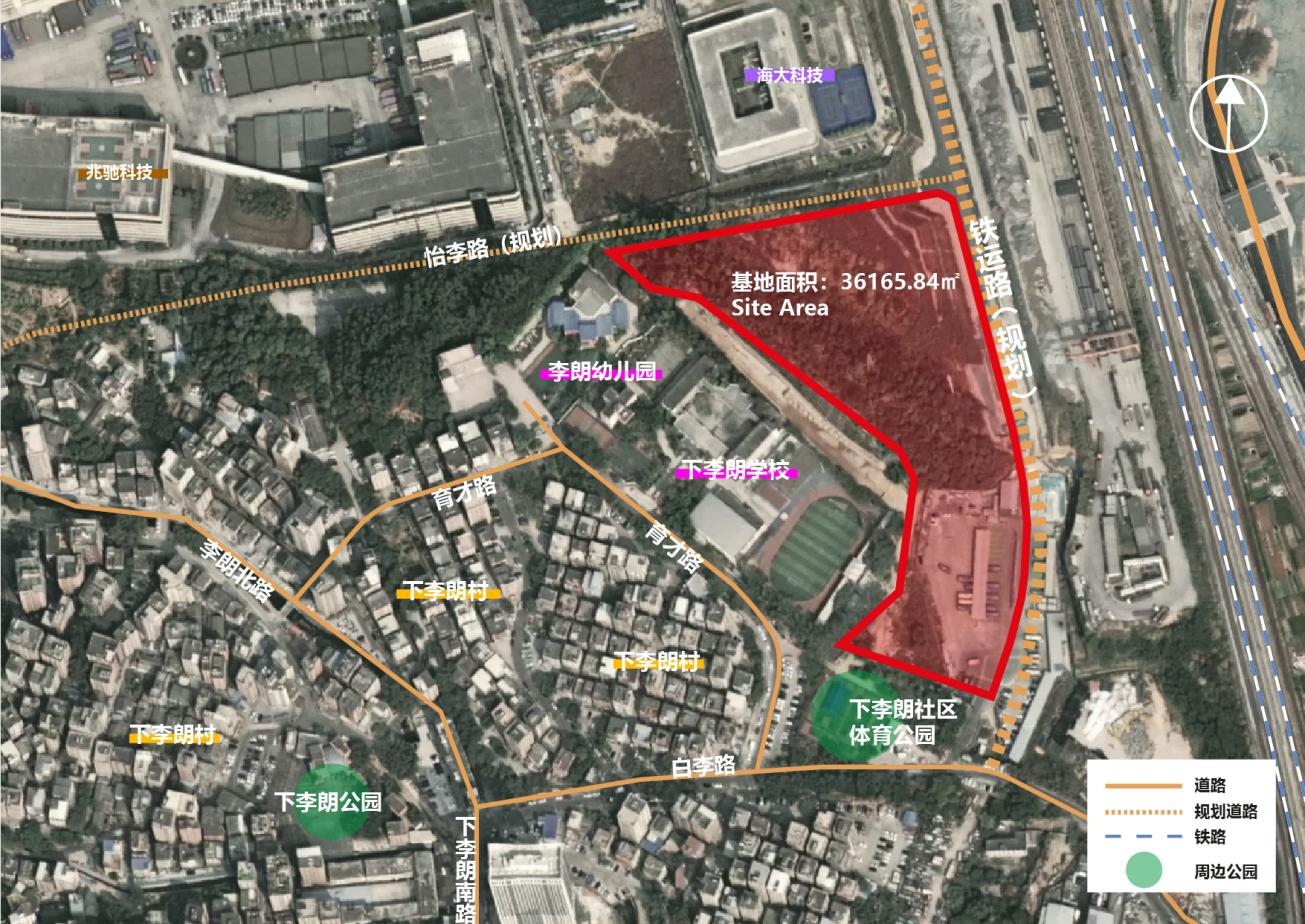 海大科技
兆驰科技
怡李路（规划）
铁运路（规划）
基地面积：36165.84㎡
Site Area
李朗幼儿园
下李朗学校
育才路
育才路
李朗北路
下李朗村
下李朗村
下李朗村
下李朗社区
体育公园
白李路
下李朗公园
下李朗南路
道路
规划道路
铁路
周边公园